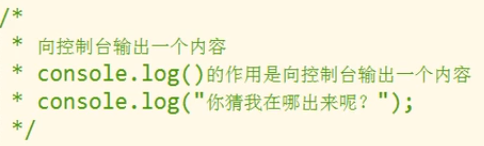 /*
* 向控制台输出一个内容
* console.log()的作用是向控制台输出一个内容
* console.log("你猜我在哪出来呢？");
*/